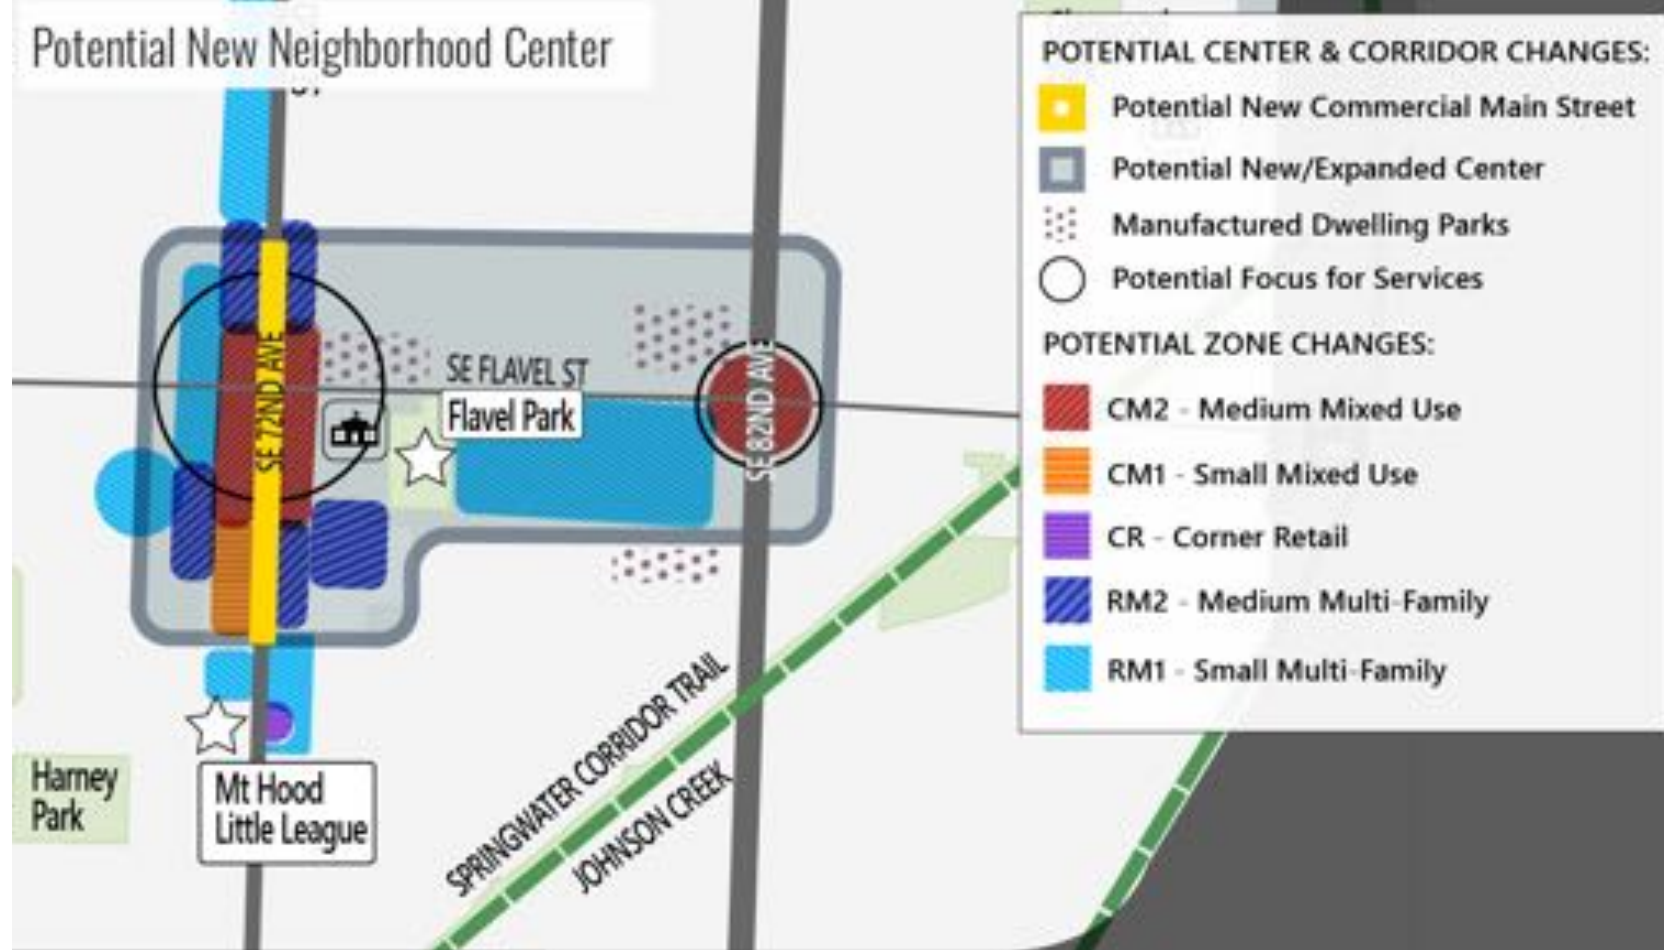 Potential New Neighborhood Center
POTENTIAL CENTER & CORRIDOR CHANGES:
Potential New Commercial Main Street
Potential New/Expanded Center
Manufactured Dwelling Parks
Potential Focus for Services
POTENTIAL ZONE CHANGES:
CM2 - Medium Mixed Use
CM1 - Small Mixed Use
CR - Corner Retail
RM2 - Medium Multi-Family
RM1 - Small Multi-Family
SE 72ND AVE
SE FLAVEL ST
Flavel Park
SE 82ND AVE
SPRINGWATER CORRIDOR TRAIL
JOHNSON CREEK
Harney
Park
Mt Hood
Little League